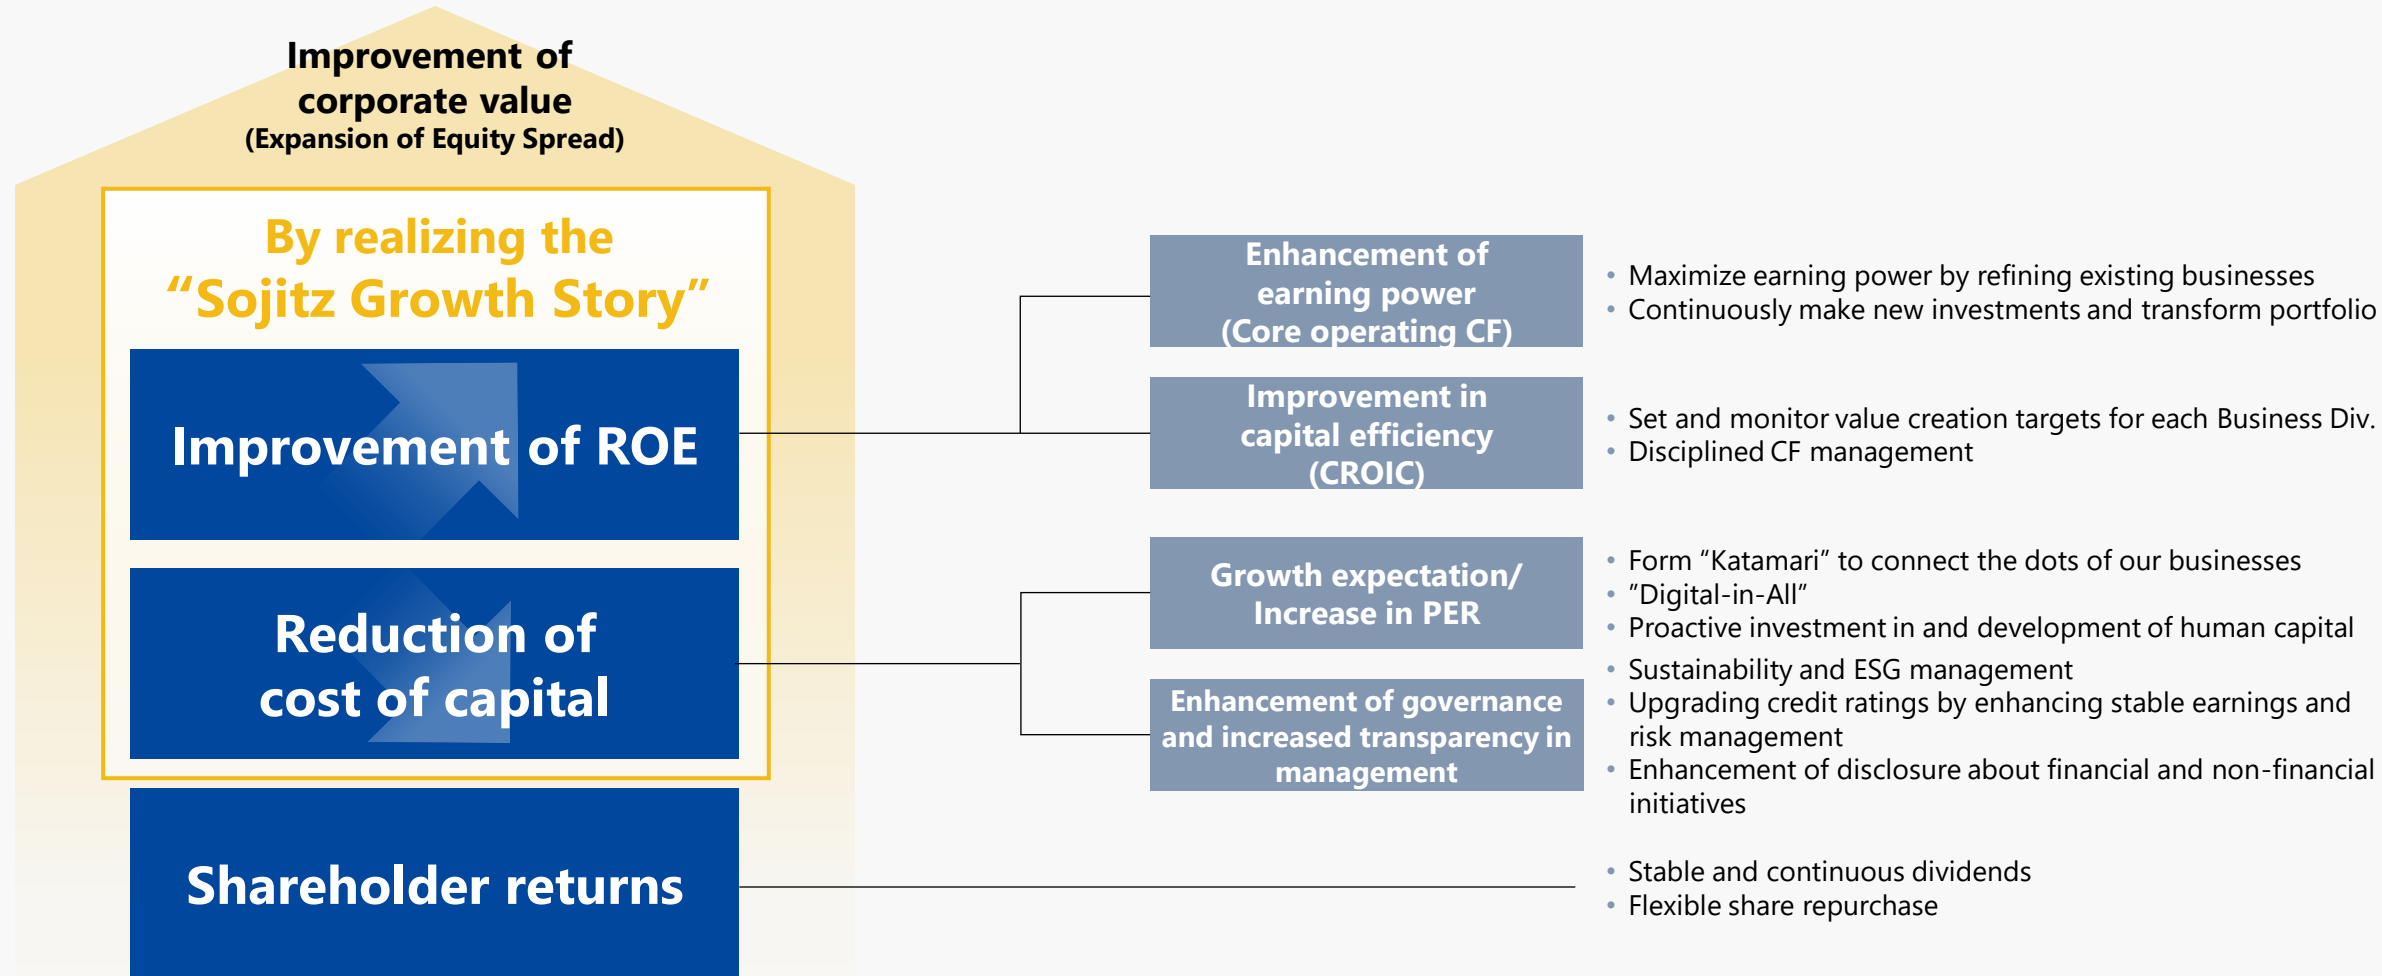 Improvement of
corporate value
(Expansion of Equity Spread)
By realizing the
“Sojitz Growth Story”
Improvement of ROE
Enhancement of
earning power
(Core operating CF)
• Maximize earning power by refining existing businesses
• Continuously make new investments and transform portfolio
Improvement in
capital efficiency
(CROIC)
• Set and monitor value creation targets for each Business Div.
• Disciplined CF management
Reduction of
cost of capital
Growth expectation/
Increase in PER
• Form “Katamari” to connect the dots of our businesses
• ”Digital-in-All”
• Proactive investment in and development of human capital
Enhancement of governance
and increased transparency in
management
• Sustainability and ESG management
• Upgrading credit ratings by enhancing stable earnings and
risk management
• Enhancement of disclosure about financial and non-financial
initiatives
Shareholder returns
• Stable and continuous dividends
• Flexible share repurchase